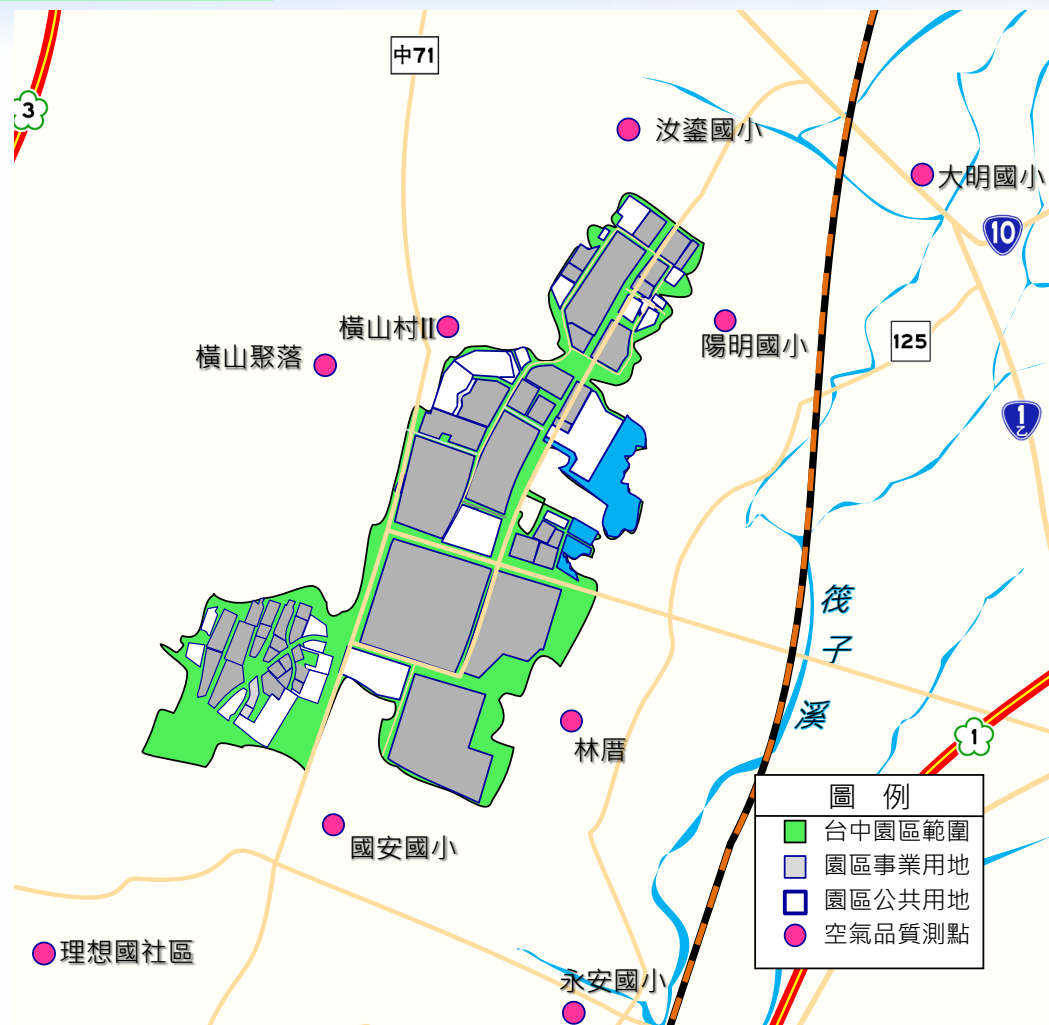 中71
3
汝鎏國小
大明國小
10
橫山村II
陽明國小
橫山聚落
125
1
乙
筏
子
溪
林厝
1
圖 例
台中園區範圍
園區事業用地
園區公共用地
空氣品質測點
國安國小
理想國社區
永安國小